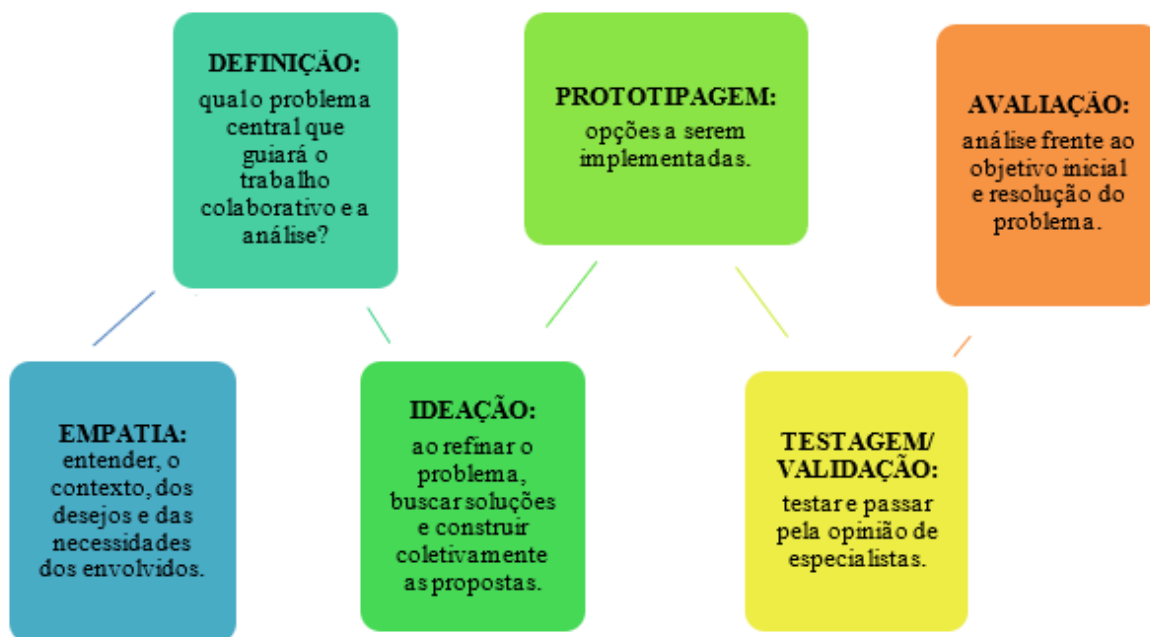 DEFINIÇÃO:
qual o problema
central que
guiará o
trabalho
colaborativo e a
análise?
PROTOTIPAGEM:
opções a serem
implementadas.
AVALIAÇÃO:
análise frente ao
objetivo inicial
e resolução do
problema.
EMPATIA:
entender, o
contexto, dos
desejos e das
necessidades
dos envolvidos.
IDEAÇÃO:
ao refinar o
problema,
buscar soluções
e construir
coletivamente
as propostas.
TESTAGEM/
VALIDAÇÃO:
testar e passar
pela opinião de
especialistas.